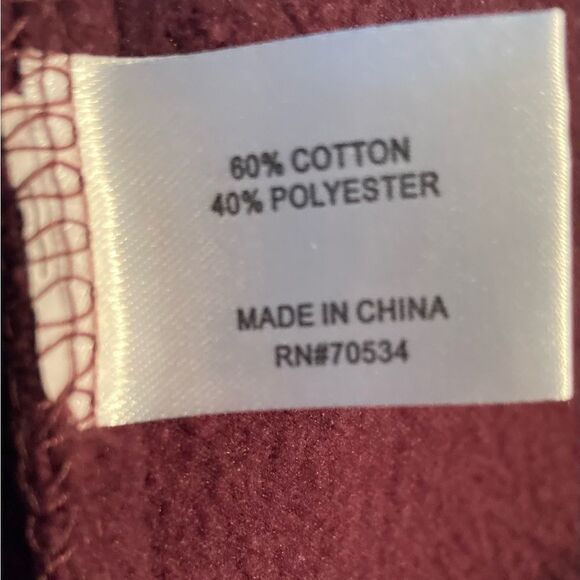 60% COTTON
40% POLYESTER
MADE IN CHINA
RN#70534